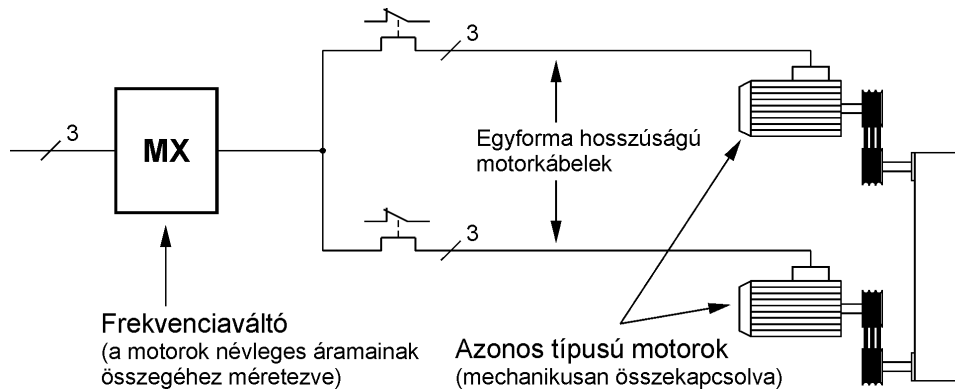 3
3
MX
Egyforma hosszúságú
motorkábelek
3
Frekvenciaváltó
(a motorok névleges áramainak
összegéhez méretezve)
Azonos típusú motorok
(mechanikusan összekapcsolva)